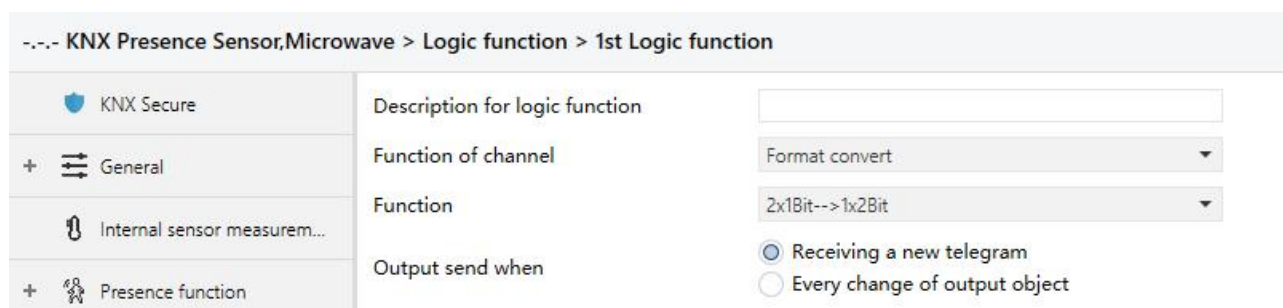 -.-.- KNX Presence Sensor,Microwave > Logic function > 1st Logic function
KNX Secure
+ General
Internal sensor measurem...
+ Presence function
Description for logic function
Function of channel Format convert
Function 2x1Bit-->1x2Bit
Output send when Receiving a new telegram
Every change of output object